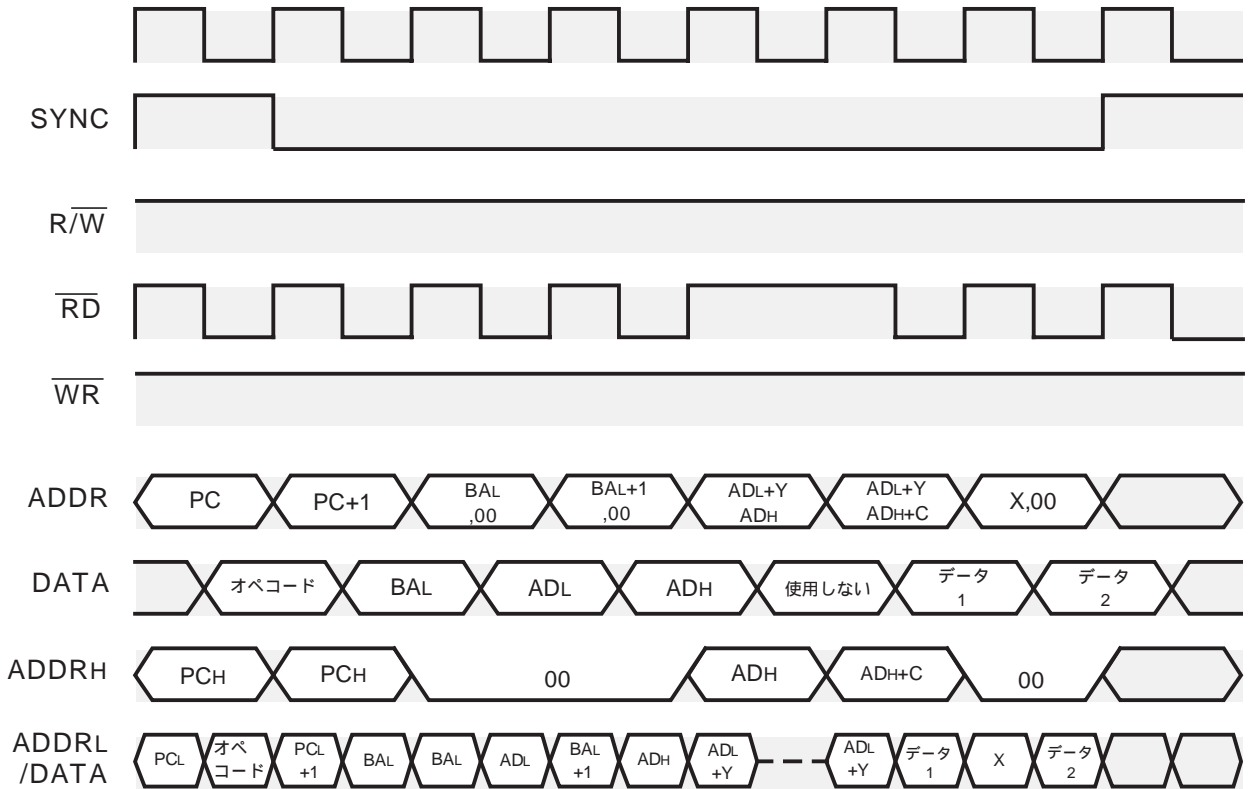 SYNC
R/W
RD
WR
ADDR
PC
PC+1
BAL
,00
BAL+1
,00
ADL+Y
ADH
ADL+Y
ADH+C
X,00
DATA
オペコード
BAL
ADL
ADH
使用しない
データ
1
データ
2
ADDRH
PCH
PCH
00
ADH
ADH+C
00
ADDRL
/DATA
PCL
オペ
コード
PCL
+1
BAL
BAL
ADL
BAL
+1
ADH
ADL
+Y
ADL
+Y
データ
1
X
データ
2